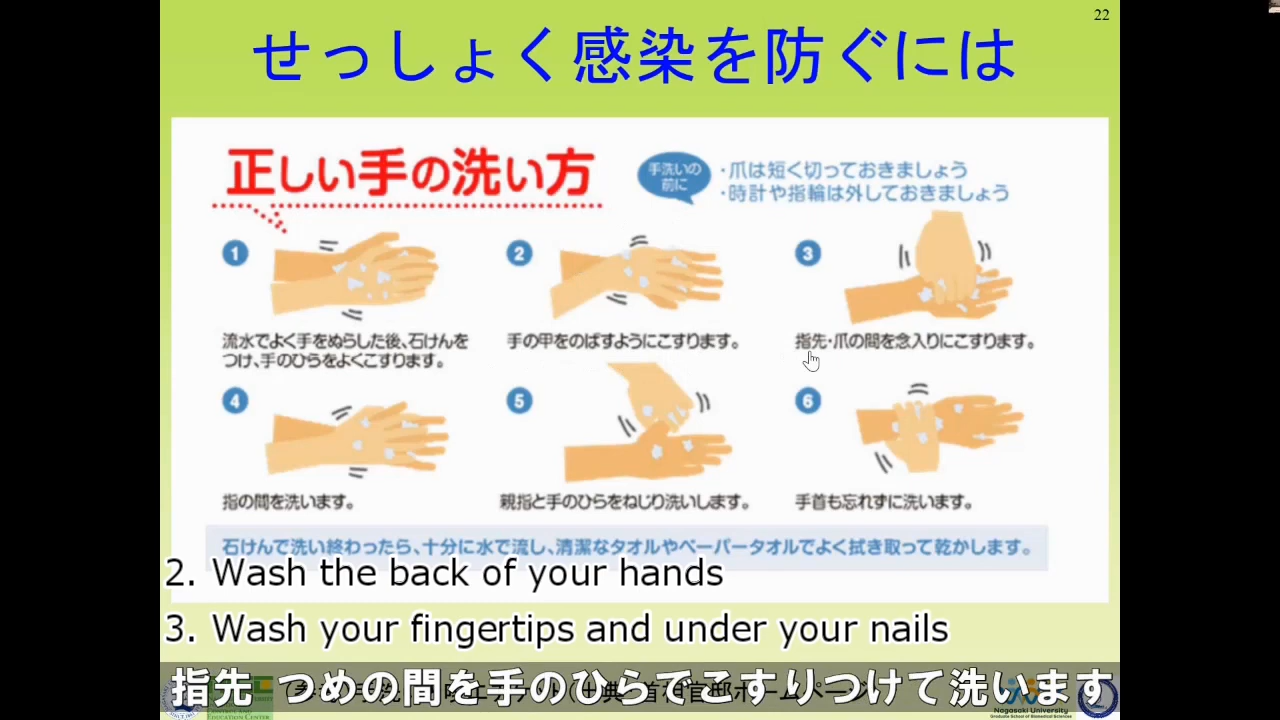 22
せっしょく感染を防ぐには
正しい手の洗い方
手洗いの
前に
・爪は短く切っておきましょう
・時計や指輪は外しておきましょう
1
流水でよく手をぬらした後、石けんを
つけ、手のひらをよくこすります。
2
手の甲をのばすようにこすります。
3
指先・爪の間を念入りにこすります。
4
指の間を洗います。
5
親指と手のひらをねじり洗いします。
6
手首も忘れずに洗います。
石けんで洗い終わったら、十分に水で流し、清潔なタオルやペーパータオルでよく拭き取って乾かします。
2. Wash the back of your hands
3. Wash your fingertips and under your nails
指先 つめの間を手のひらでこすりつけて洗います
Nagasaki University
Graduate School of Biomedical Sciences